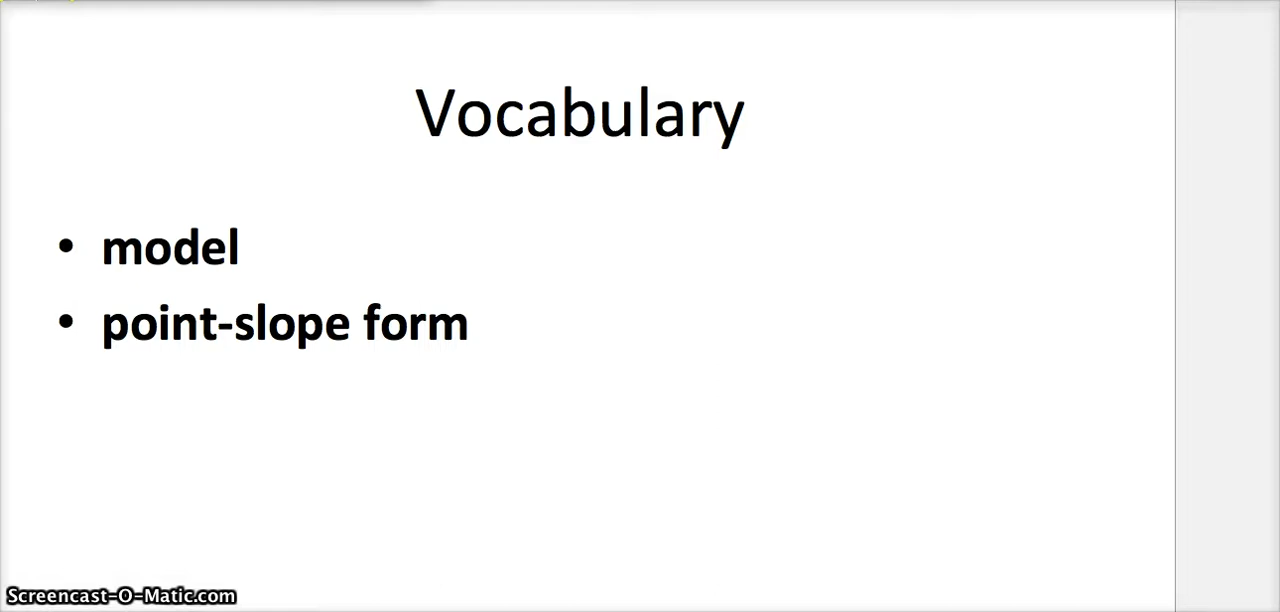 Vocabulary
• model
• point-slope form
Screencast-O-Matic.com